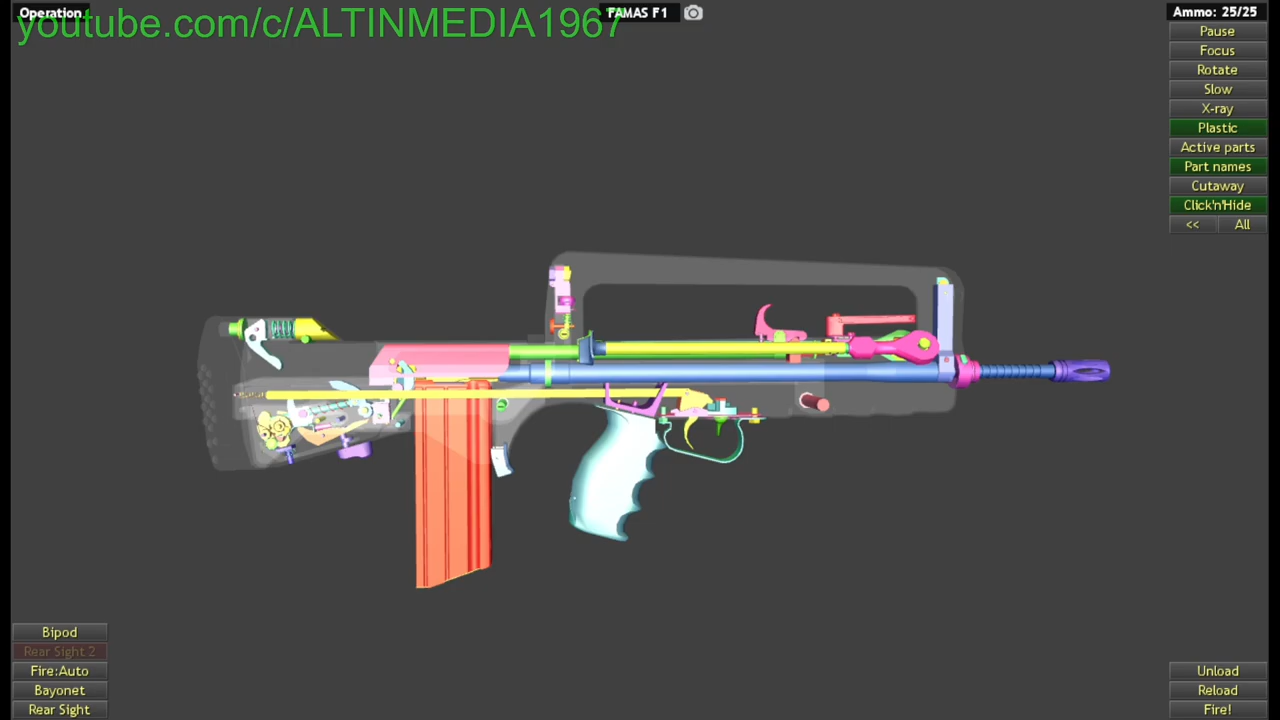 Operation
youtube.com/c/ALTINMEDIA1967
FAMAS F1
Ammo: 25/25
Pause
Focus
Rotate
Slow
X-ray
Plastic
Active parts
Part names
Cutaway
Click'n'Hide
<< All
Bipod
Rear Sight 2
Fire:Auto
Bayonet
Rear Sight
Unload
Reload
Fire!